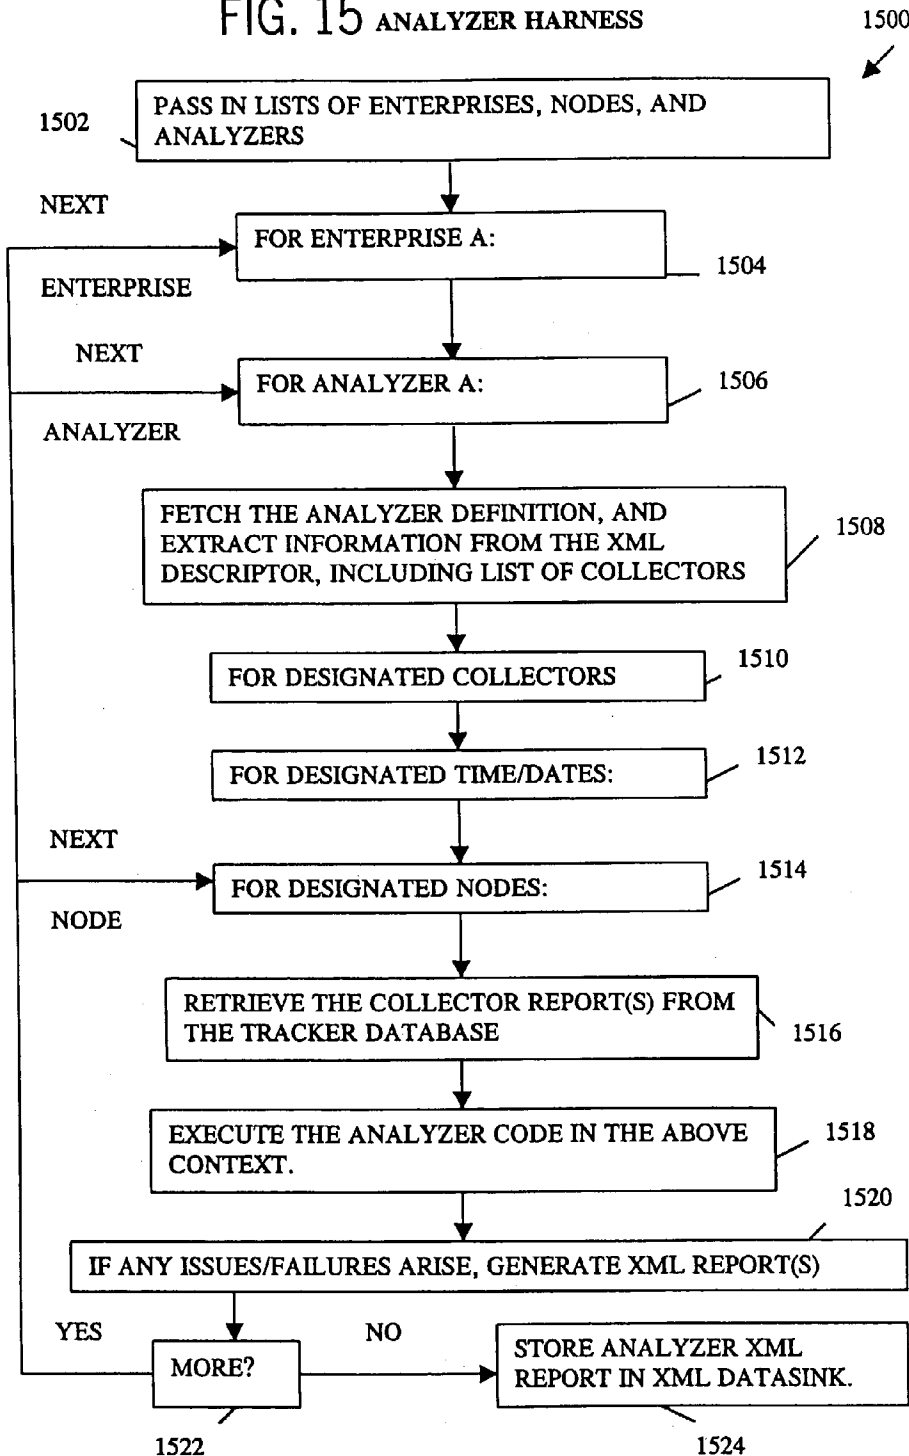 FIG. 15 ANALYZER HARNESS
1500
PASS IN LISTS OF ENTERPRISES, NODES, AND
ANALYZERS
1502
NEXT
FOR ENTERPRISE A:
1504
ENTERPRISE
NEXT
FOR ANALYZER A:
1506
ANALYZER
FETCH THE ANALYZER DEFINITION, AND
EXTRACT INFORMATION FROM THE XML
DESCRIPTOR, INCLUDING LIST OF COLLECTORS
1508
FOR DESIGNATED COLLECTORS
1510
FOR DESIGNATED TIME/DATES:
1512
NEXT
FOR DESIGNATED NODES:
1514
NODE
RETRIEVE THE COLLECTOR REPORT(S) FROM
THE TRACKER DATABASE
1516
EXECUTE THE ANALYZER CODE IN THE ABOVE
CONTEXT.
1518
1520
IF ANY ISSUES/FAILURES ARISE, GENERATE XML REPORT(S)
YES
NO
MORE?
STORE ANALYZER XML
REPORT IN XML DATASINK.
1522
1524